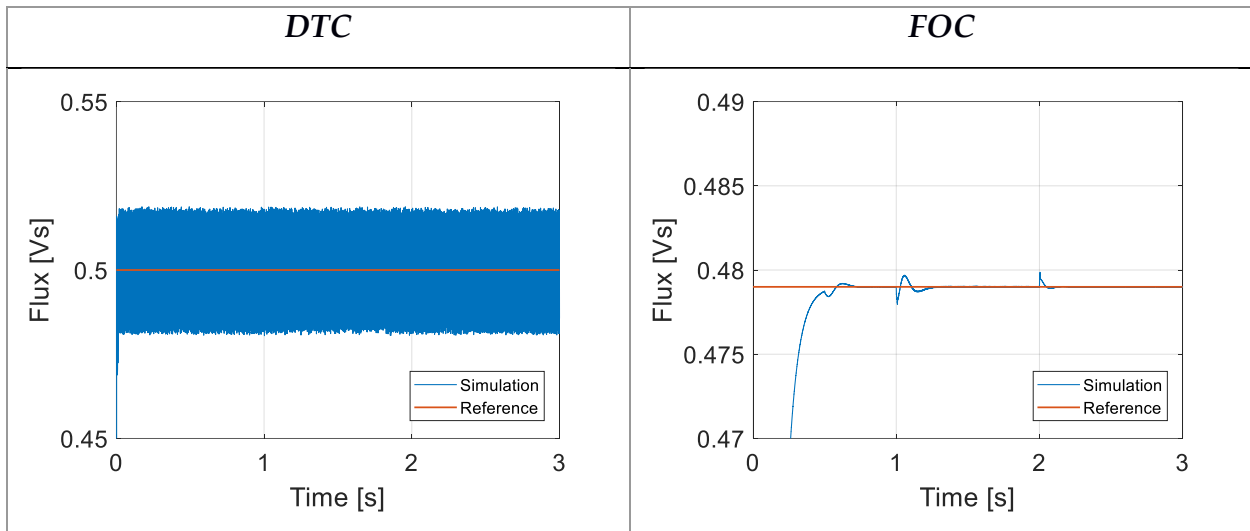 DTC
FOC
0.55
0.5
0.45
Flux [Vs]
0
1
2
3
Time [s]
Simulation
Reference
0.49
0.485
0.48
0.475
0.47
Flux [Vs]
0
1
2
3
Time [s]
Simulation
Reference